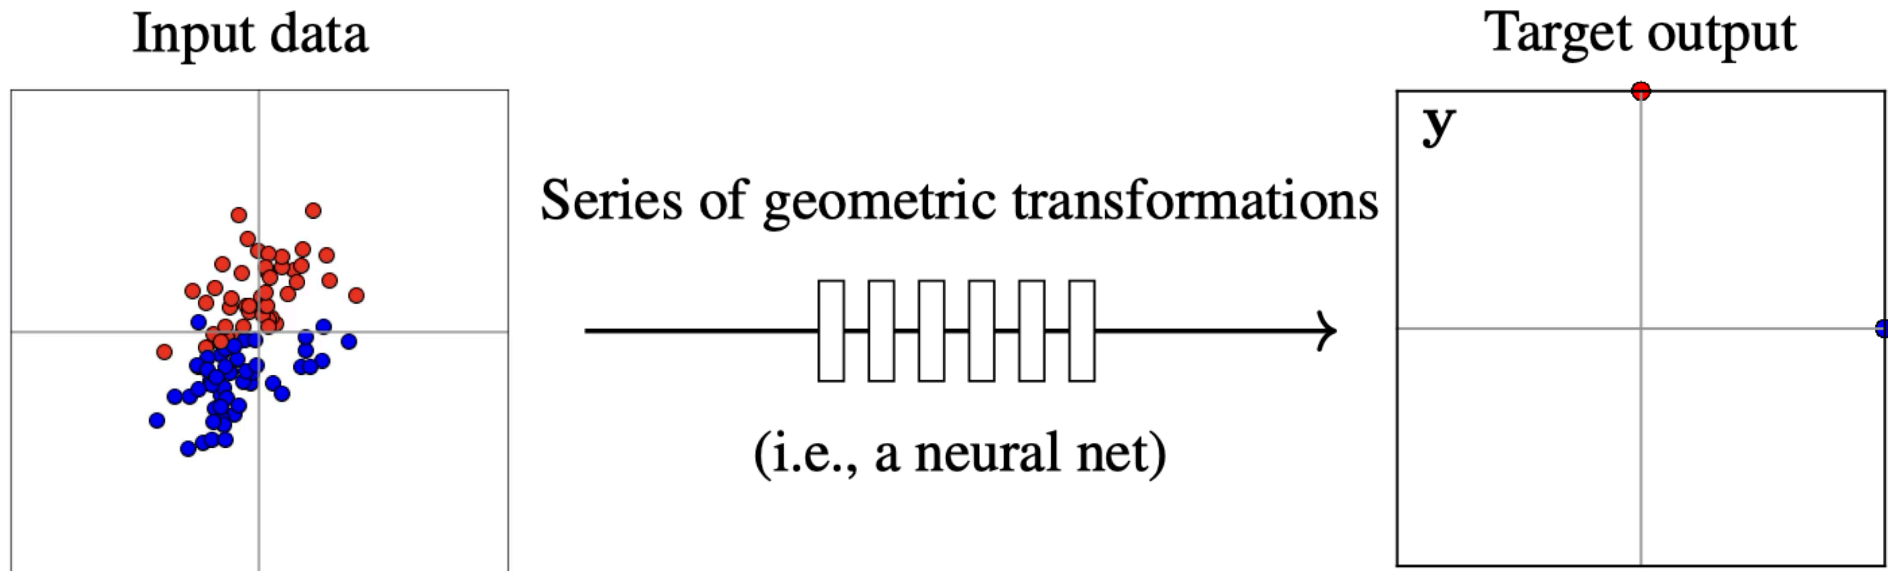 Input data
Target output
y
Series of geometric transformations
(i.e., a neural net)